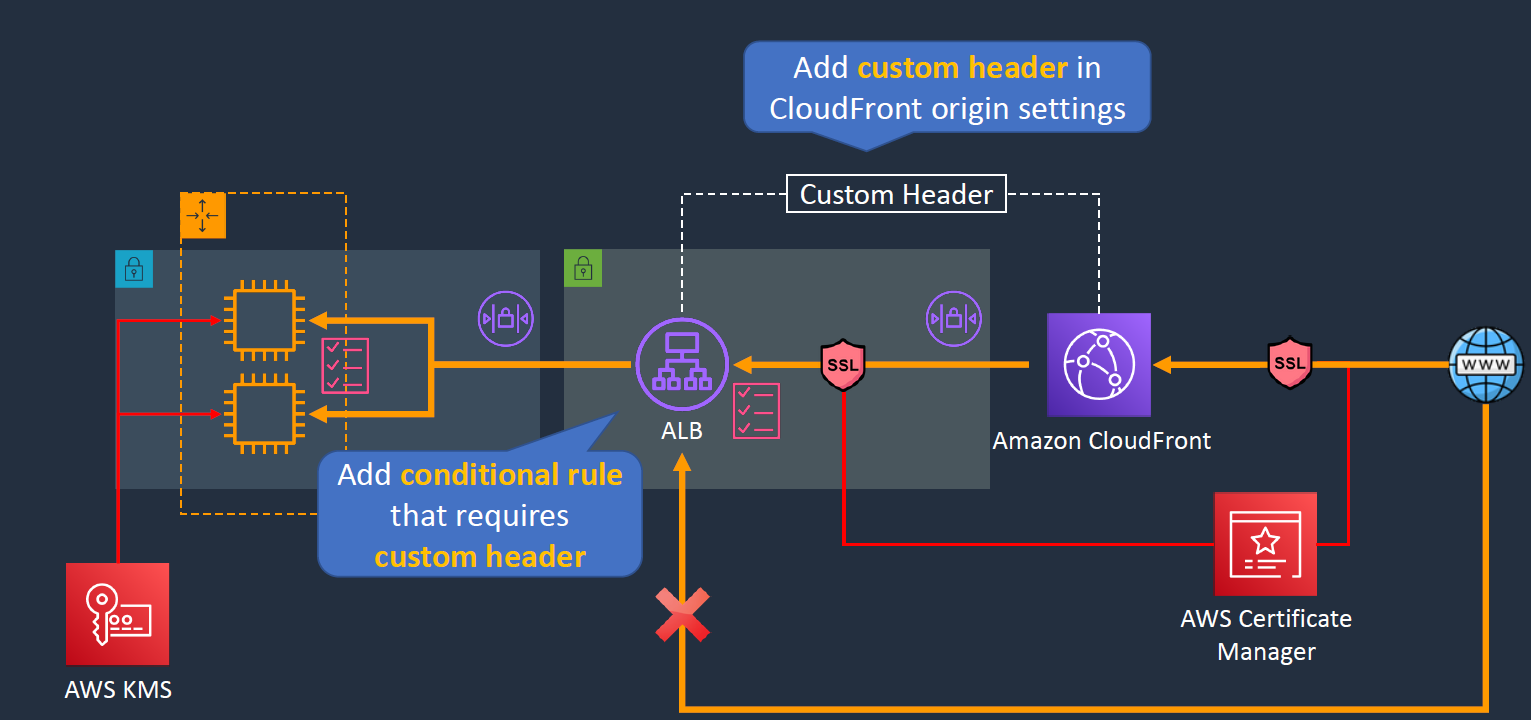 Add custom header in
CloudFront origin settings
Custom Header
SSL
SSL
WWW
ALB
Amazon CloudFront
Add conditional rule
that requires
custom header
AWS Certificate
Manager
AWS KMS